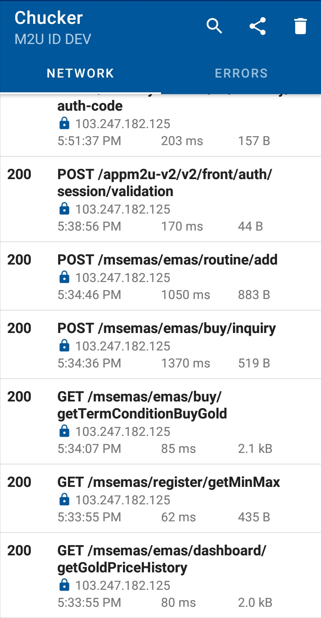 Chucker
M2U ID DEV
NETWORK
ERRORS
auth-code
103.247.182.125
5:51:37 PM 203 ms 157 B
200 POST /appm2u-v2/v2/front/auth/
session/validation
103.247.182.125
5:38:56 PM 170 ms 44 B
200 POST /msemas/emas/routine/add
103.247.182.125
5:34:46 PM 1050 ms 883 B
200 POST /msemas/emas/buy/inquiry
103.247.182.125
5:34:36 PM 1370 ms 519 B
200 GET /msemas/emas/buy/
getTermConditionBuyGold
103.247.182.125
5:34:07 PM 85 ms 2.1 kB
200 GET /msemas/register/getMinMax
103.247.182.125
5:33:55 PM 62 ms 435 B
200 GET /msemas/emas/dashboard/
getGoldPriceHistory
103.247.182.125
5:33:55 PM 80 ms 2.0 kB